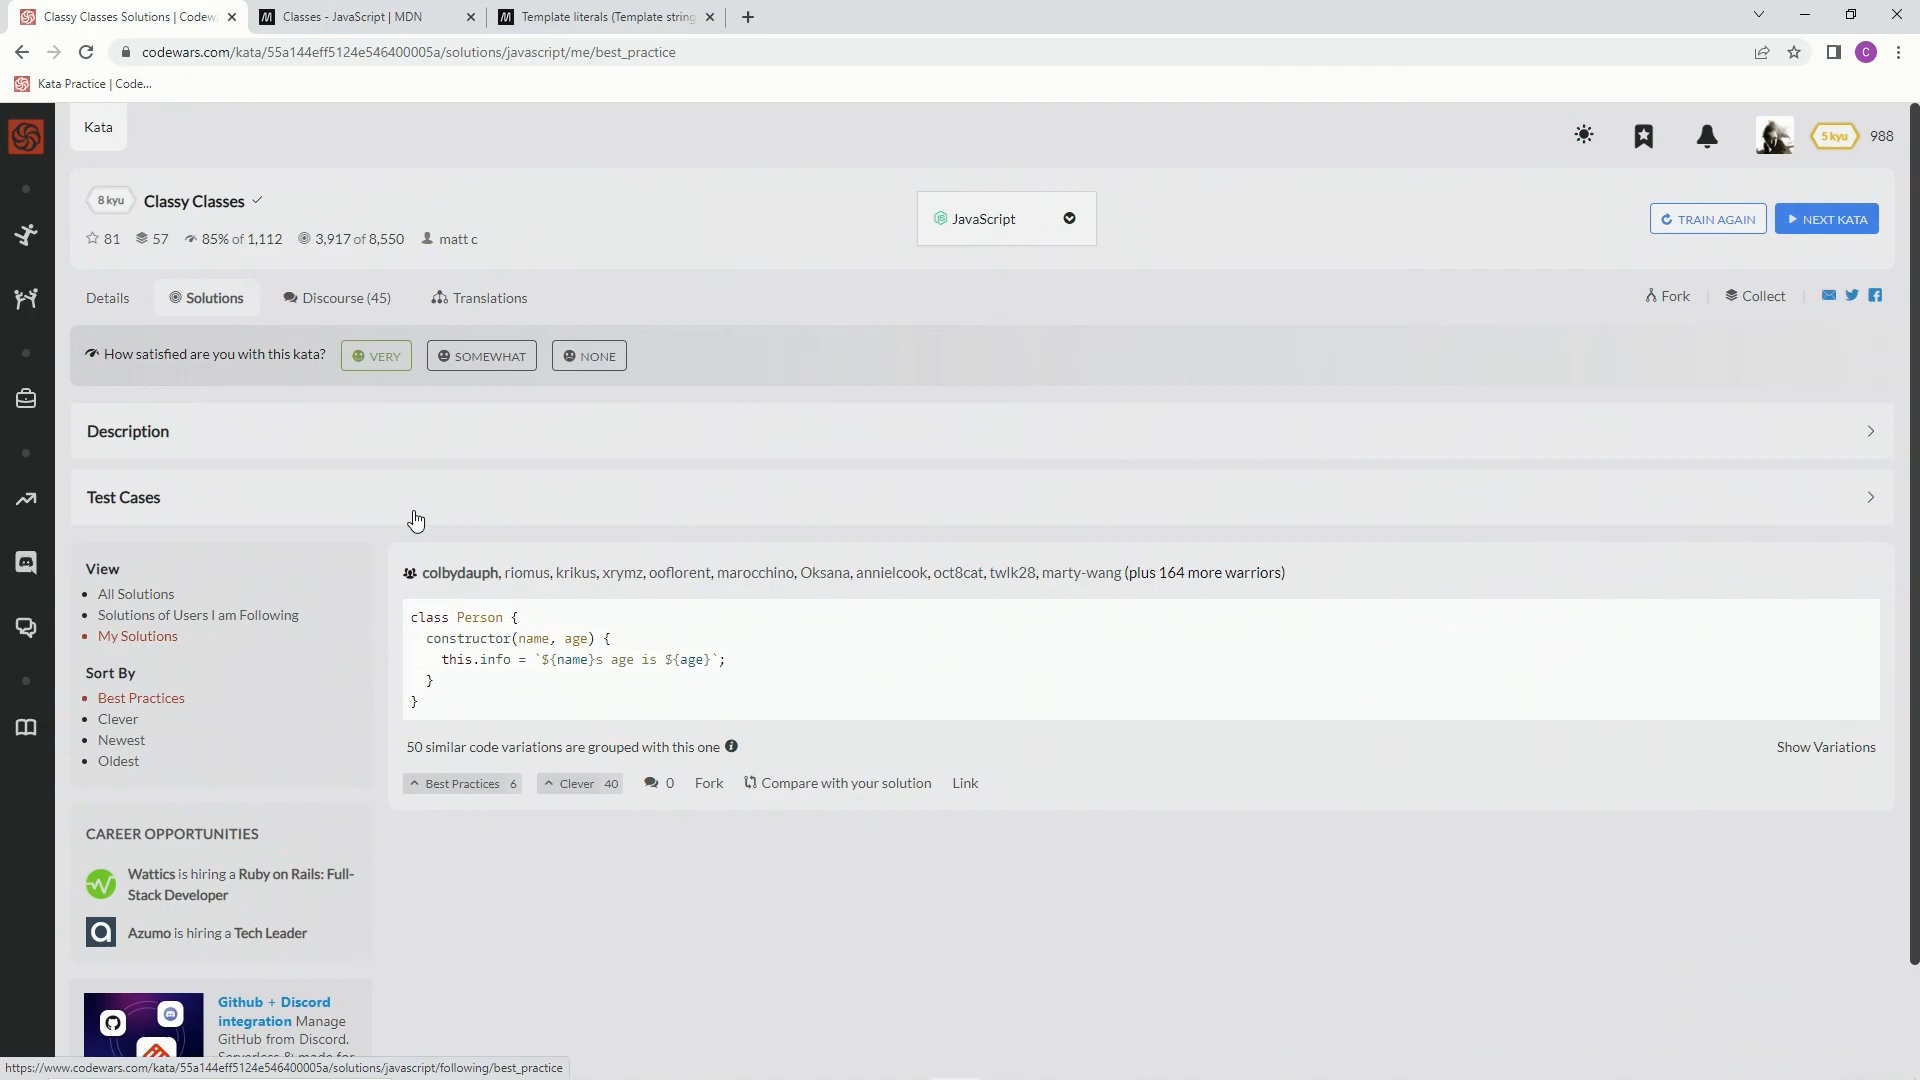 Classy Classes Solutions | Codew
Classes - JavaScript | MDN
Template literals (Template string
codewars.com/kata/55a144eff5124e546400005a/solutions/javascript/me/best_practice
C
Kata Practice | Code...
Kata
5 kyu 988
8 kyu Classy Classes
81 57 85% of 1,112 3,917 of 8,550 matt c
JavaScript
TRAIN AGAIN
NEXT KATA
Details Solutions Discourse (45) Translations
Fork Collect
How satisfied are you with this kata? VERY SOMEWHAT NONE
Description
Test Cases
View
All Solutions
Solutions of Users I am Following
My Solutions
Sort By
Best Practices
Clever
Newest
Oldest
colbydauph, riomus, krikus, xrymz, ooflorent, marocchino, Oksana, annielcook, oct8cat, twlk28, marty-wang (plus 164 more warriors)
class Person {
constructor(name, age) {
this.info = `${name}s age is ${age}`;
}
}
50 similar code variations are grouped with this one
Show Variations
Best Practices 6 Clever 40 0 Fork Compare with your solution Link
CAREER OPPORTUNITIES
Wattics is hiring a Ruby on Rails: Full-
Stack Developer
Azumo is hiring a Tech Leader
Github + Discord
integration Manage
GitHub from Discord.
Serverless & made for
https://www.codewars.com/kata/55a144eff5124e546400005a/solutions/javascript/following/best_practice